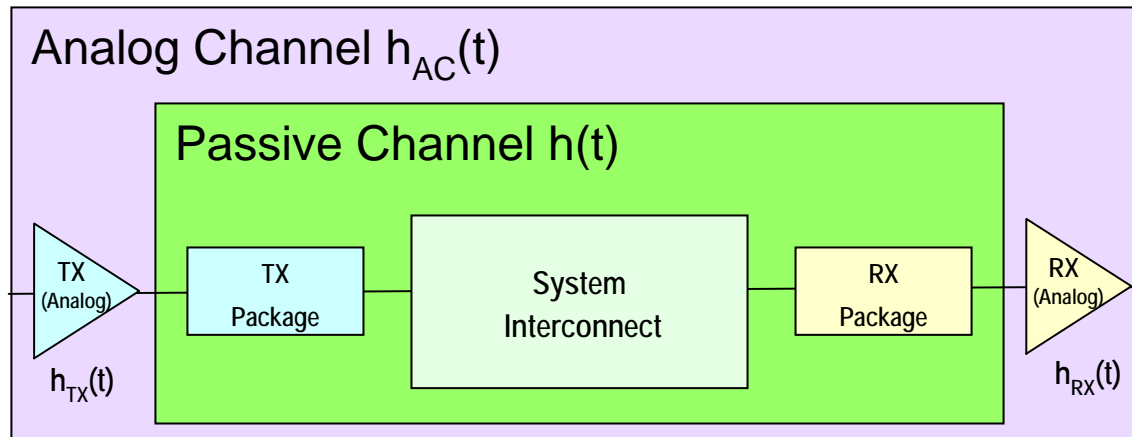 Analog Channel h_AC(t)
Passive Channel h(t)
TX
(Analog)
h_TX(t)
TX
Package
System
Interconnect
RX
Package
RX
(Analog)
h_RX(t)